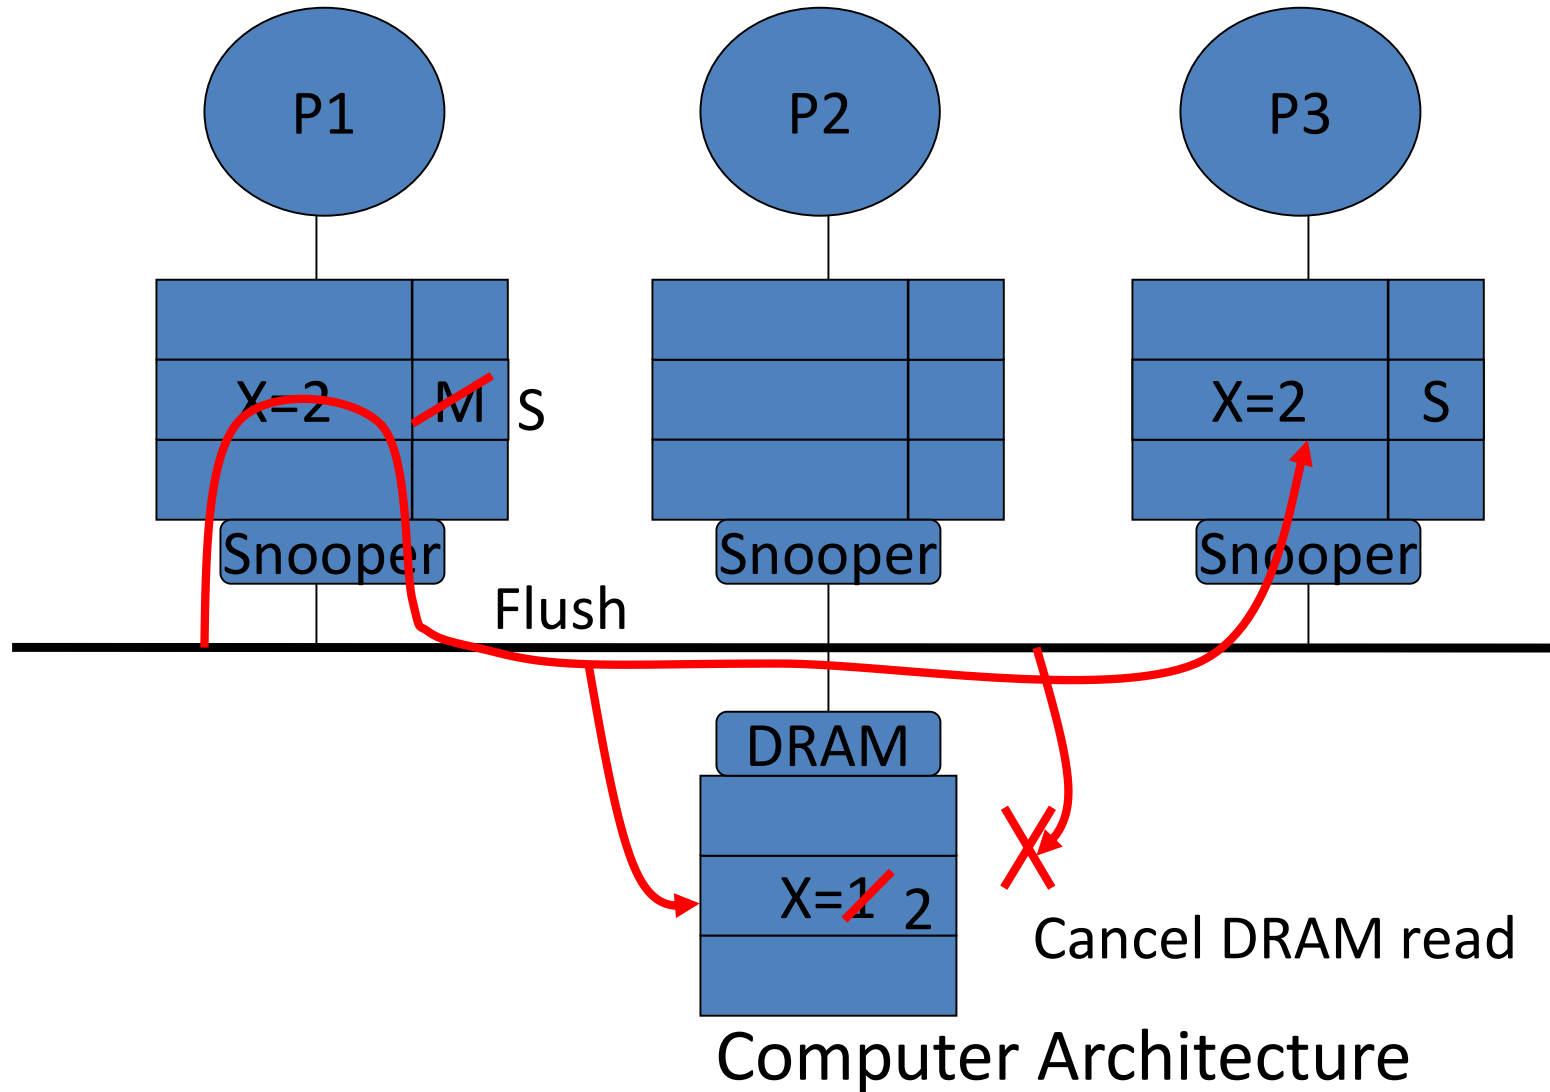 P1
P2
P3
X=2 M S
X=2 S
Snooper
Snooper
Snooper
Flush
DRAM
X=1 2
Cancel DRAM read
Computer Architecture